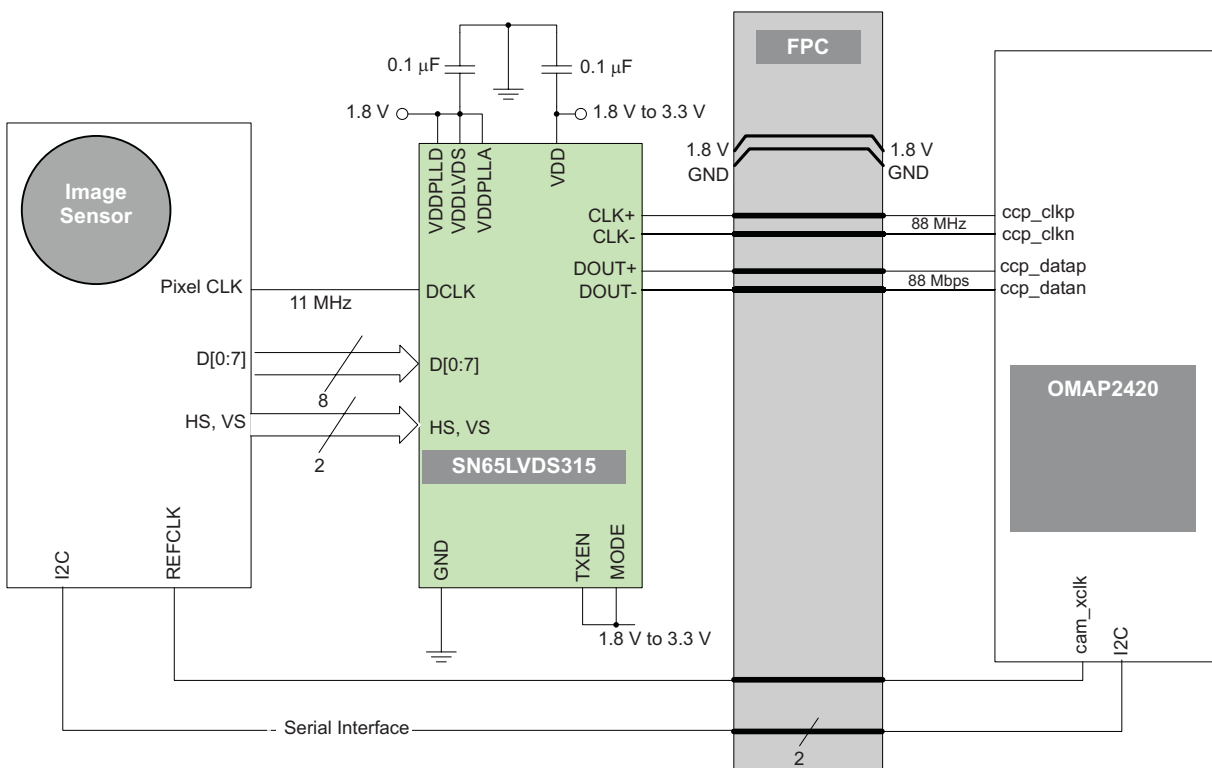 FPC
0.1 μF
0.1 μF
1.8 V
1.8 V to 3.3 V
VDDPLLD
VDDLVDS
VDDPLLA
VDD
1.8 V
GND
1.8 V
GND
Image
Sensor
Pixel CLK
11 MHz
DCLK
D[0:7]
8
D[0:7]
HS, VS
2
HS, VS
SN65LVDS315
CLK+
CLK-
DOUT+
DOUT-
88 MHz
88 Mbps
ccp_clkp
ccp_clkn
ccp_datap
ccp_datan
OMAP2420
I2C
REFCLK
GND
TXEN
MODE
1.8 V to 3.3 V
cam_xclk
I2C
Serial Interface
2